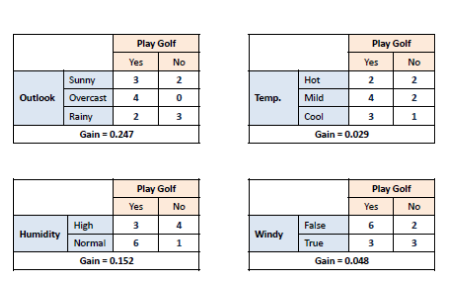 Play Golf
Yes No
Outlook Sunny 3 2
Overcast 4 0
Rainy 2 3
Gain = 0.247
Play Golf
Yes No
Temp. Hot 2 2
Mild 4 2
Cool 3 1
Gain = 0.029
Play Golf
Yes No
Humidity High 3 4
Normal 6 1
Gain = 0.152
Play Golf
Yes No
Windy False 6 2
True 3 3
Gain = 0.048